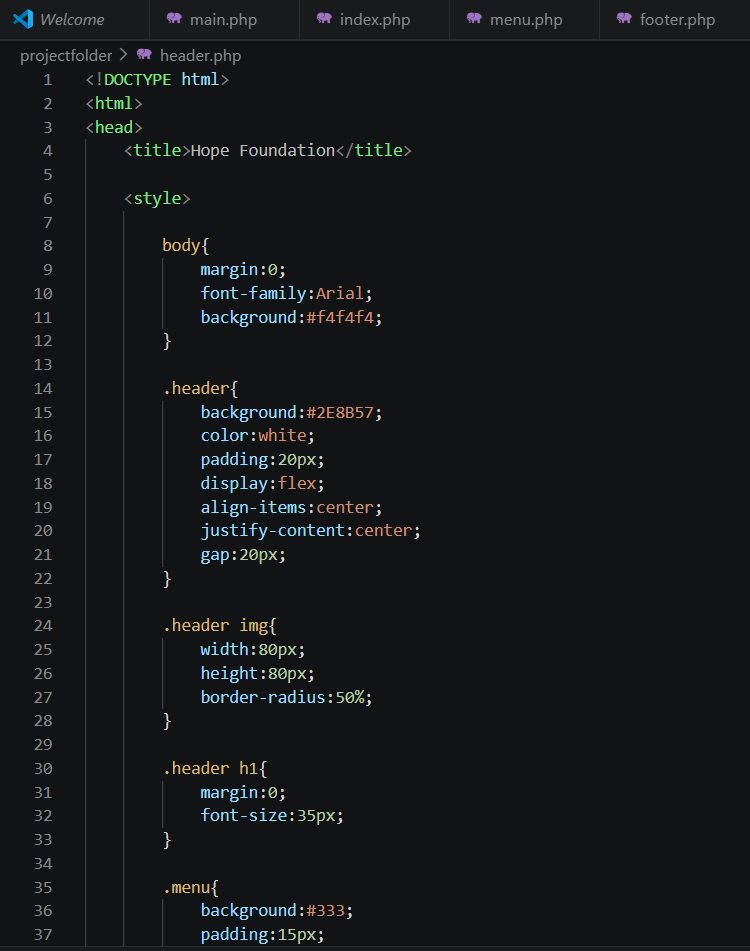 Welcome main.php index.php menu.php footer.php
projectfolder > header.php
1 <!DOCTYPE html>
2 <html>
3 <head>
4     <title>Hope Foundation</title>
5
6     <style>
7
8         body{
9             margin:0;
10             font-family:Arial;
11             background:#f4f4f4;
12         }
13
14         .header{
15             background:#2E8B57;
16             color:white;
17             padding:20px;
18             display:flex;
19             align-items:center;
20             justify-content:center;
21             gap:20px;
22         }
23
24         .header img{
25             width:80px;
26             height:80px;
27             border-radius:50%;
28         }
29
30         .header h1{
31             margin:0;
32             font-size:35px;
33         }
34
35         .menu{
36             background:#333;
37             padding:15px;